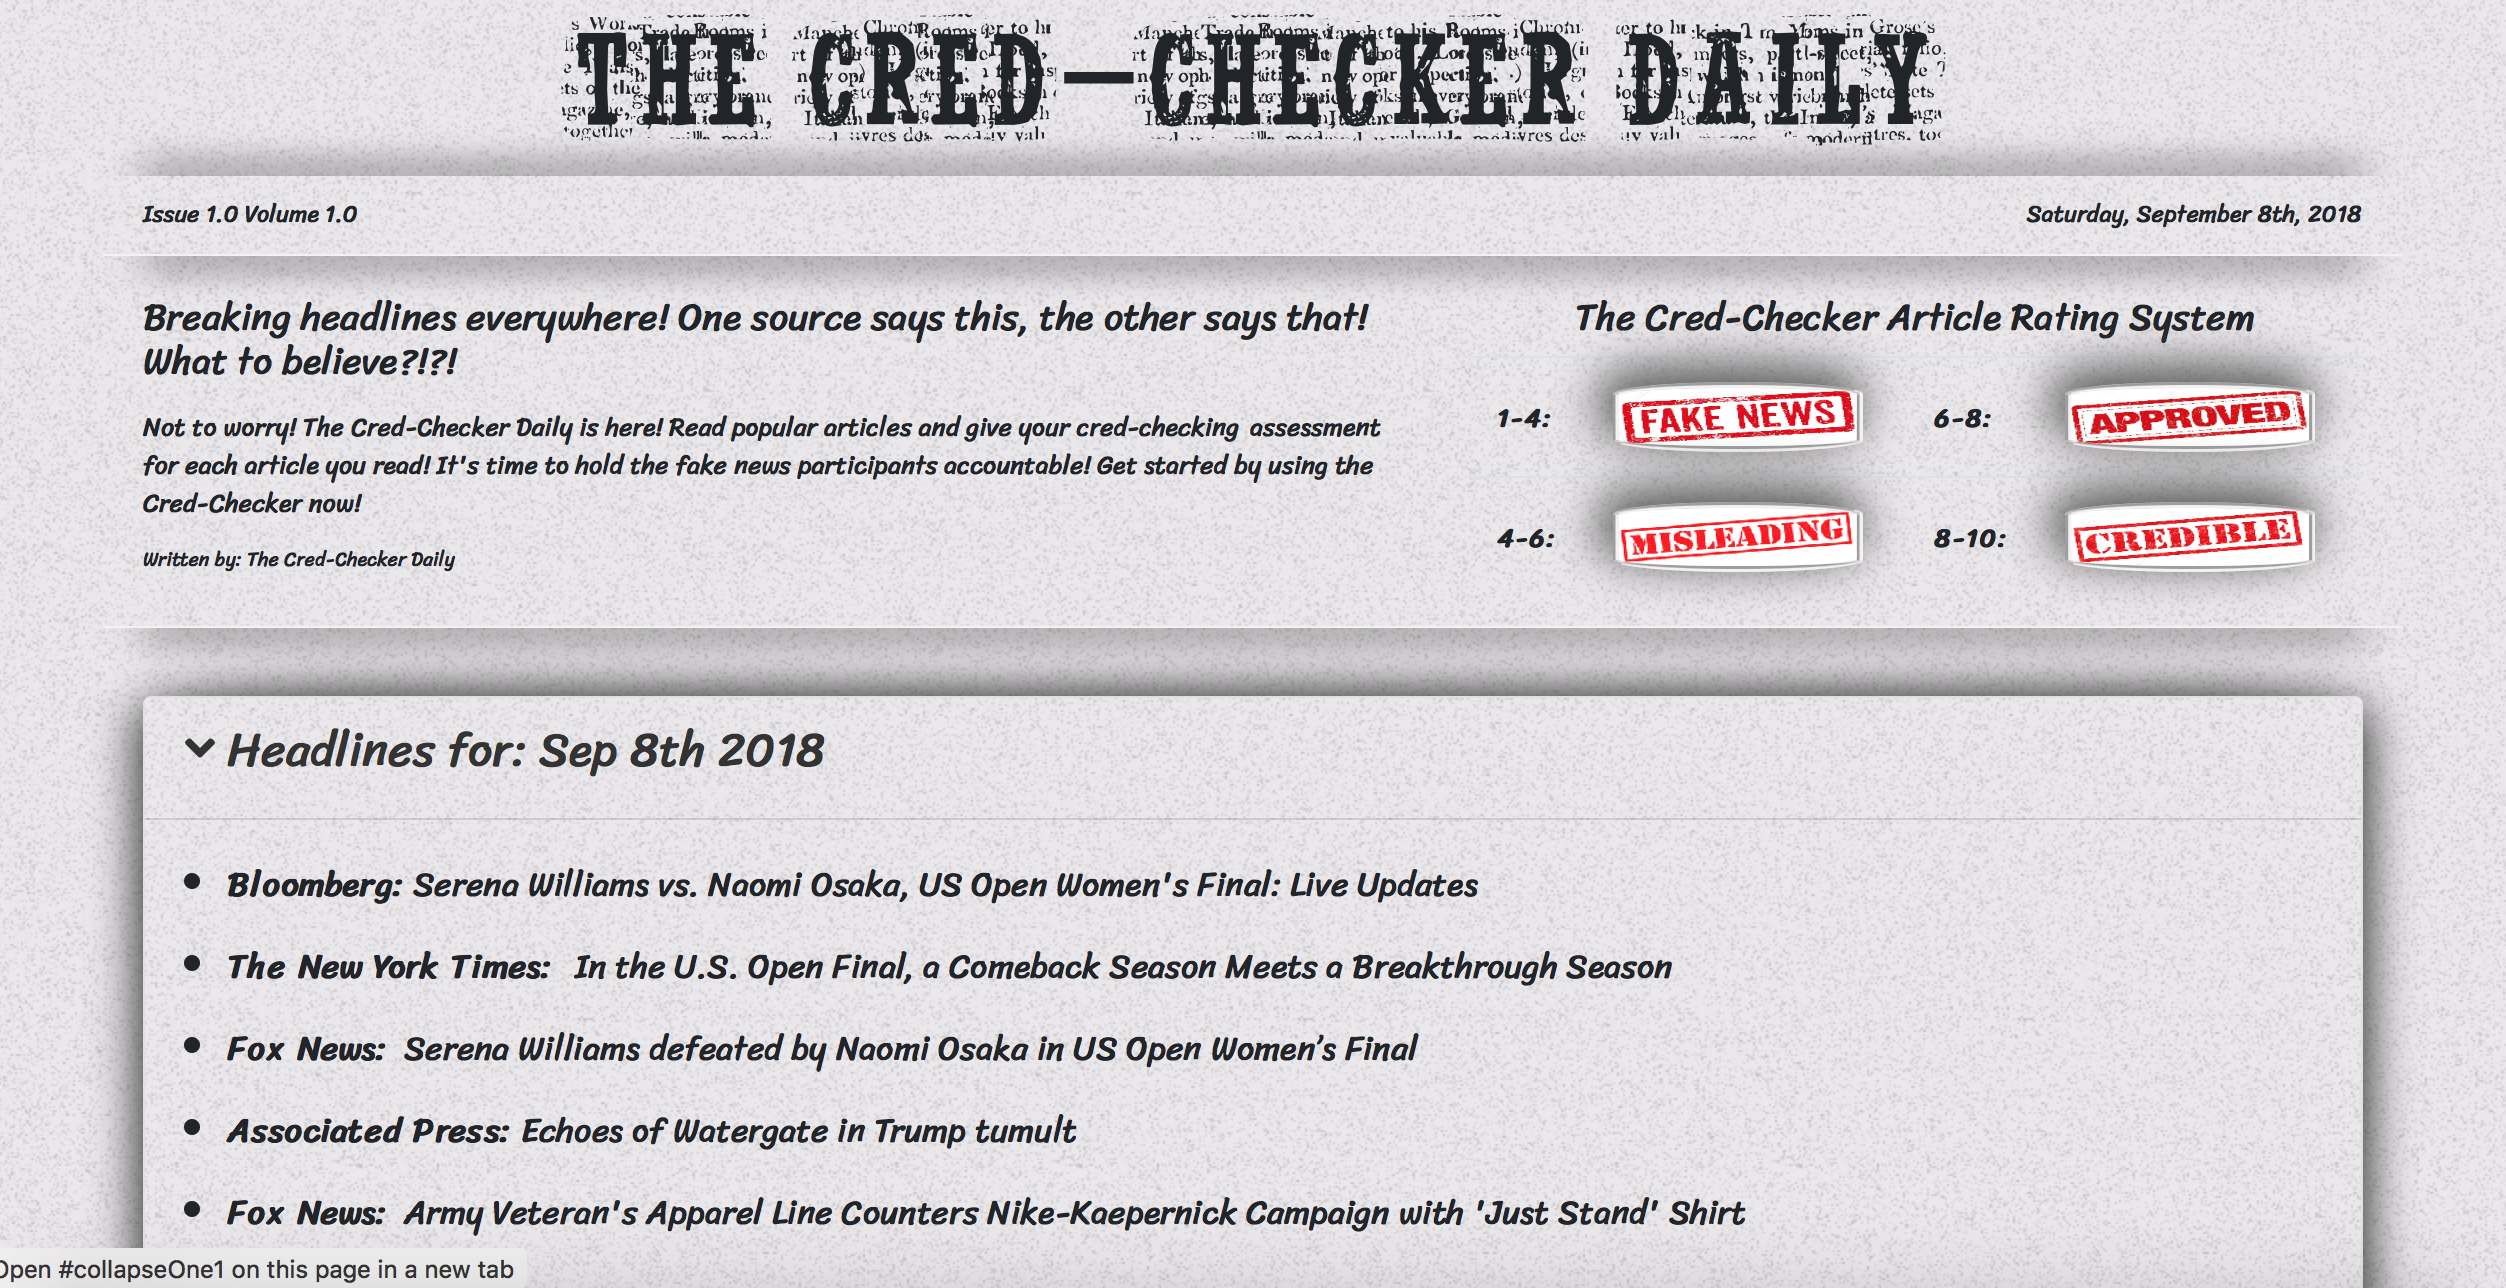 THE CRED-CHECKER DAILY
Issue 1.0 Volume 1.0
Saturday, September 8th, 2018
Breaking headlines everywhere! One source says this, the other says that!
What to believe?!?!
Not to worry! The Cred-Checker Daily is here! Read popular articles and give your cred-checking assessment
for each article you read! It's time to hold the fake news participants accountable! Get started by using the
Cred-Checker now!
Written by: The Cred-Checker Daily
The Cred-Checker Article Rating System
1-4: FAKE NEWS 6-8: APPROVED
4-6: MISLEADING 8-10: CREDIBLE
Headlines for: Sep 8th 2018
Bloomberg: Serena Williams vs. Naomi Osaka, US Open Women's Final: Live Updates
The New York Times: In the U.S. Open Final, a Comeback Season Meets a Breakthrough Season
Fox News: Serena Williams defeated by Naomi Osaka in US Open Women’s Final
Associated Press: Echoes of Watergate in Trump tumult
Fox News: Army Veteran's Apparel Line Counters Nike-Kaepernick Campaign with 'Just Stand' Shirt
Open #collapseOne1 on this page in a new tab